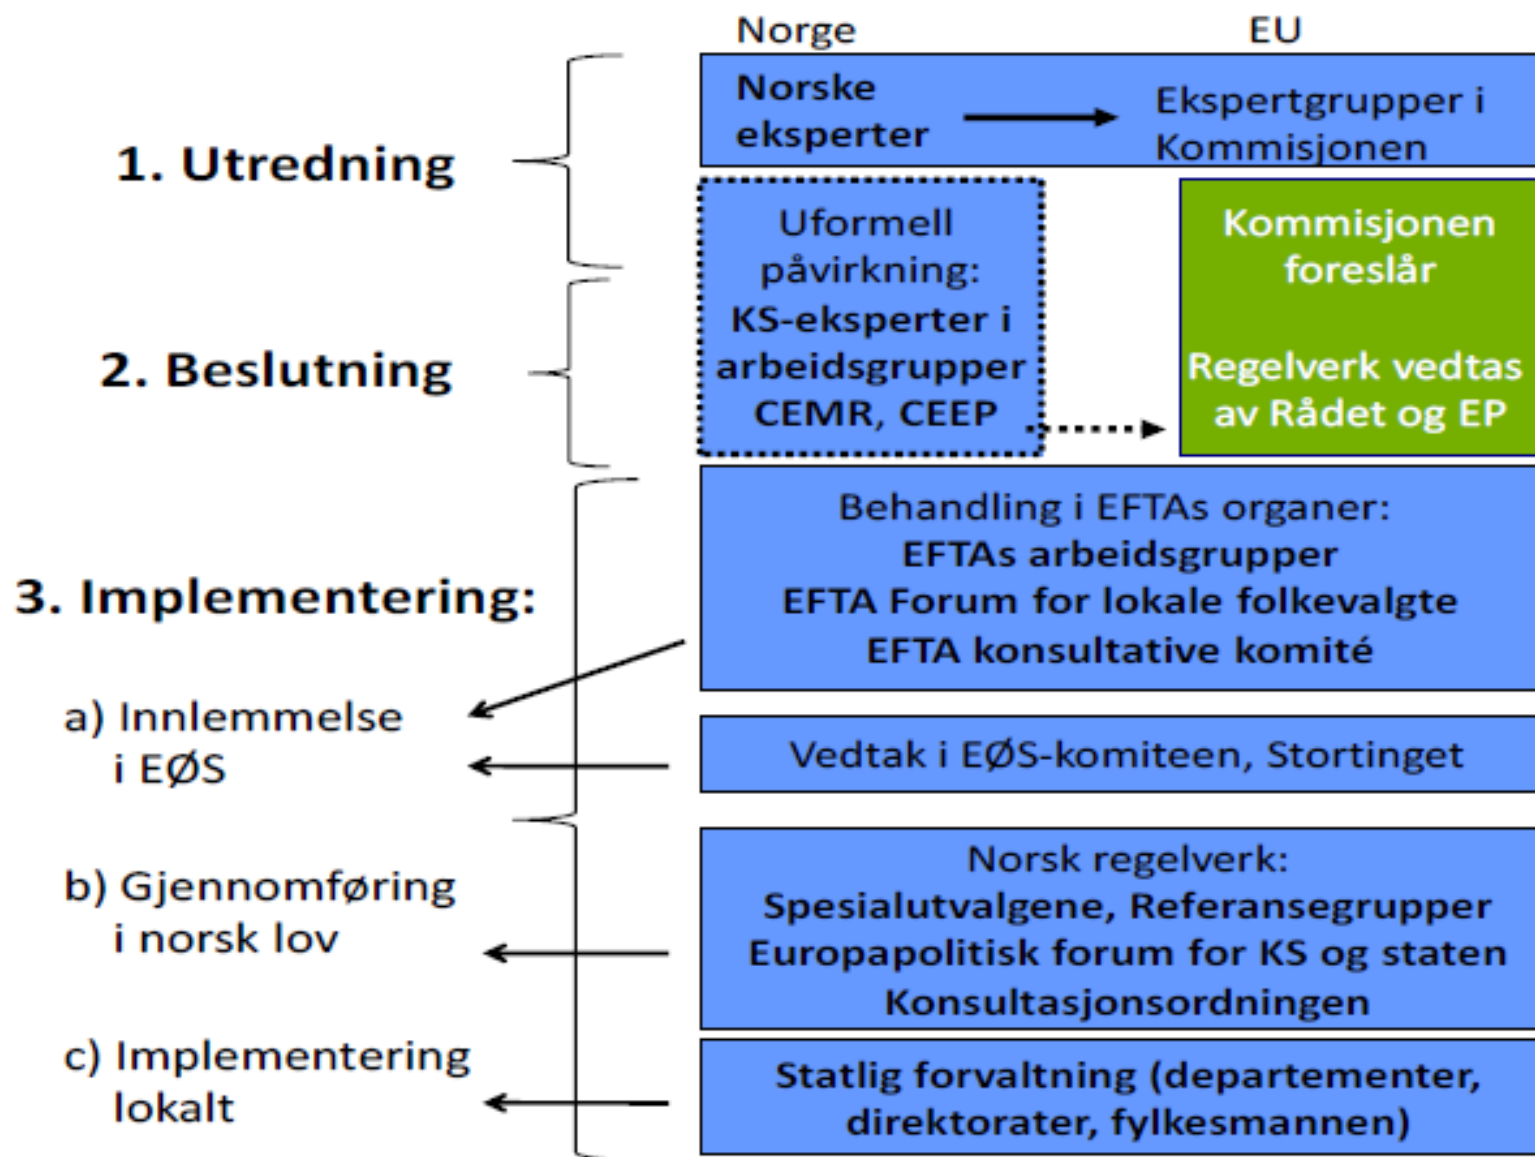 Norge
EU
1. Utredning
Norske
eksperter
Ekspertgrupper i
Kommisjonen
Uformell
påvirkning:
KS-eksperter i
arbeidsgrupper
CEMR, CEEP
Kommisjonen
foreslår
Regelverk vedtas
av Rådet og EP
2. Beslutning
3. Implementering:
Behandling i EFTAs organer:
EFTAs arbeidsgrupper
EFTA Forum for lokale folkevalgte
EFTA konsultative komité
a) Innlemmelse
i EØS
Vedtak i EØS-komiteen, Stortinget
b) Gjennomføring
i norsk lov
Norsk regelverk:
Spesialutvalgene, Referansegrupper
Europapolitisk forum for KS og staten
Konsultasjonsordningen
c) Implementering
lokalt
Statlig forvaltning (departementer,
direktorater, fylkesmannen)